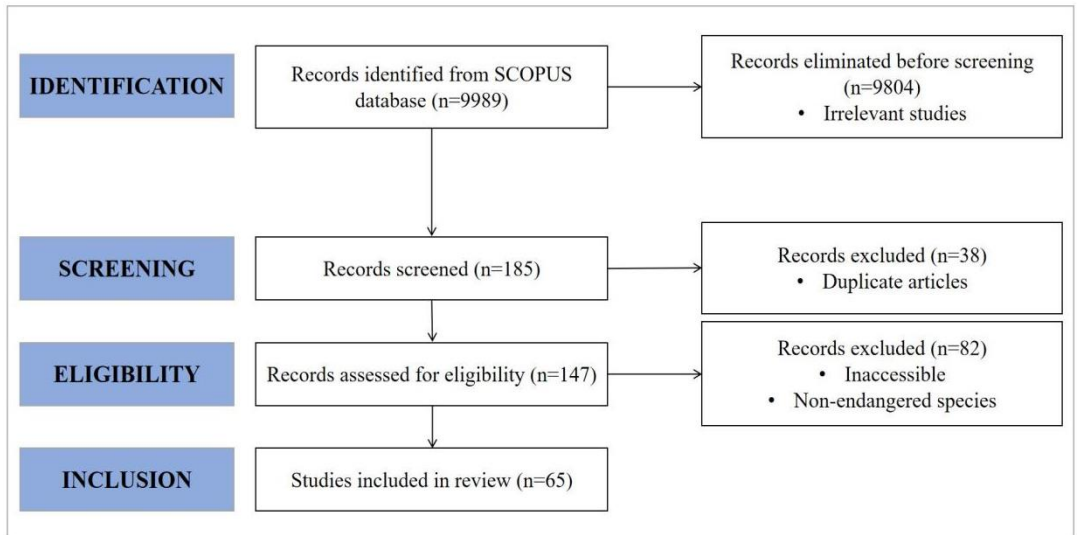 IDENTIFICATION
Records identified from SCOPUS
database (n=9989)
Records eliminated before screening
(n=9804)
• Irrelevant studies
SCREENING
Records screened (n=185)
Records excluded (n=38)
• Duplicate articles
ELIGIBILITY
Records assessed for eligibility (n=147)
Records excluded (n=82)
• Inaccessible
• Non-endangered species
INCLUSION
Studies included in review (n=65)